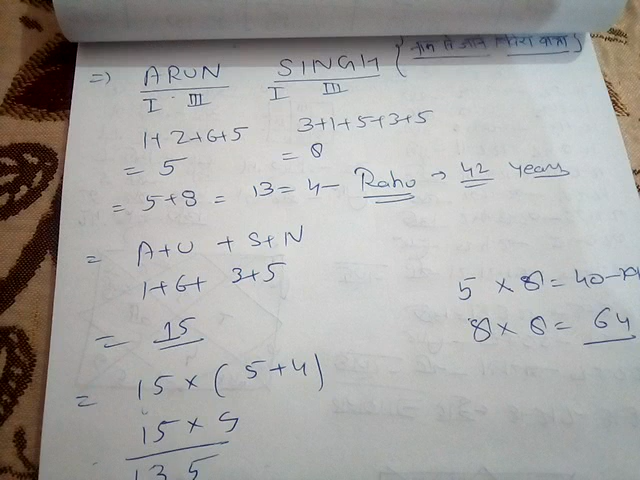 =) ARUN SINGH {
I III I III
1+2+6+5 3+1+5+3+5
= 5 = 8
= 5+8 = 13 = 4- Rahu → 42 years
= A+U + S+N
1+6+ 3+5
= 15
= 15 × (5+4)
15 × 9
135
5 × 8 = 40-
8 × 8 = 64